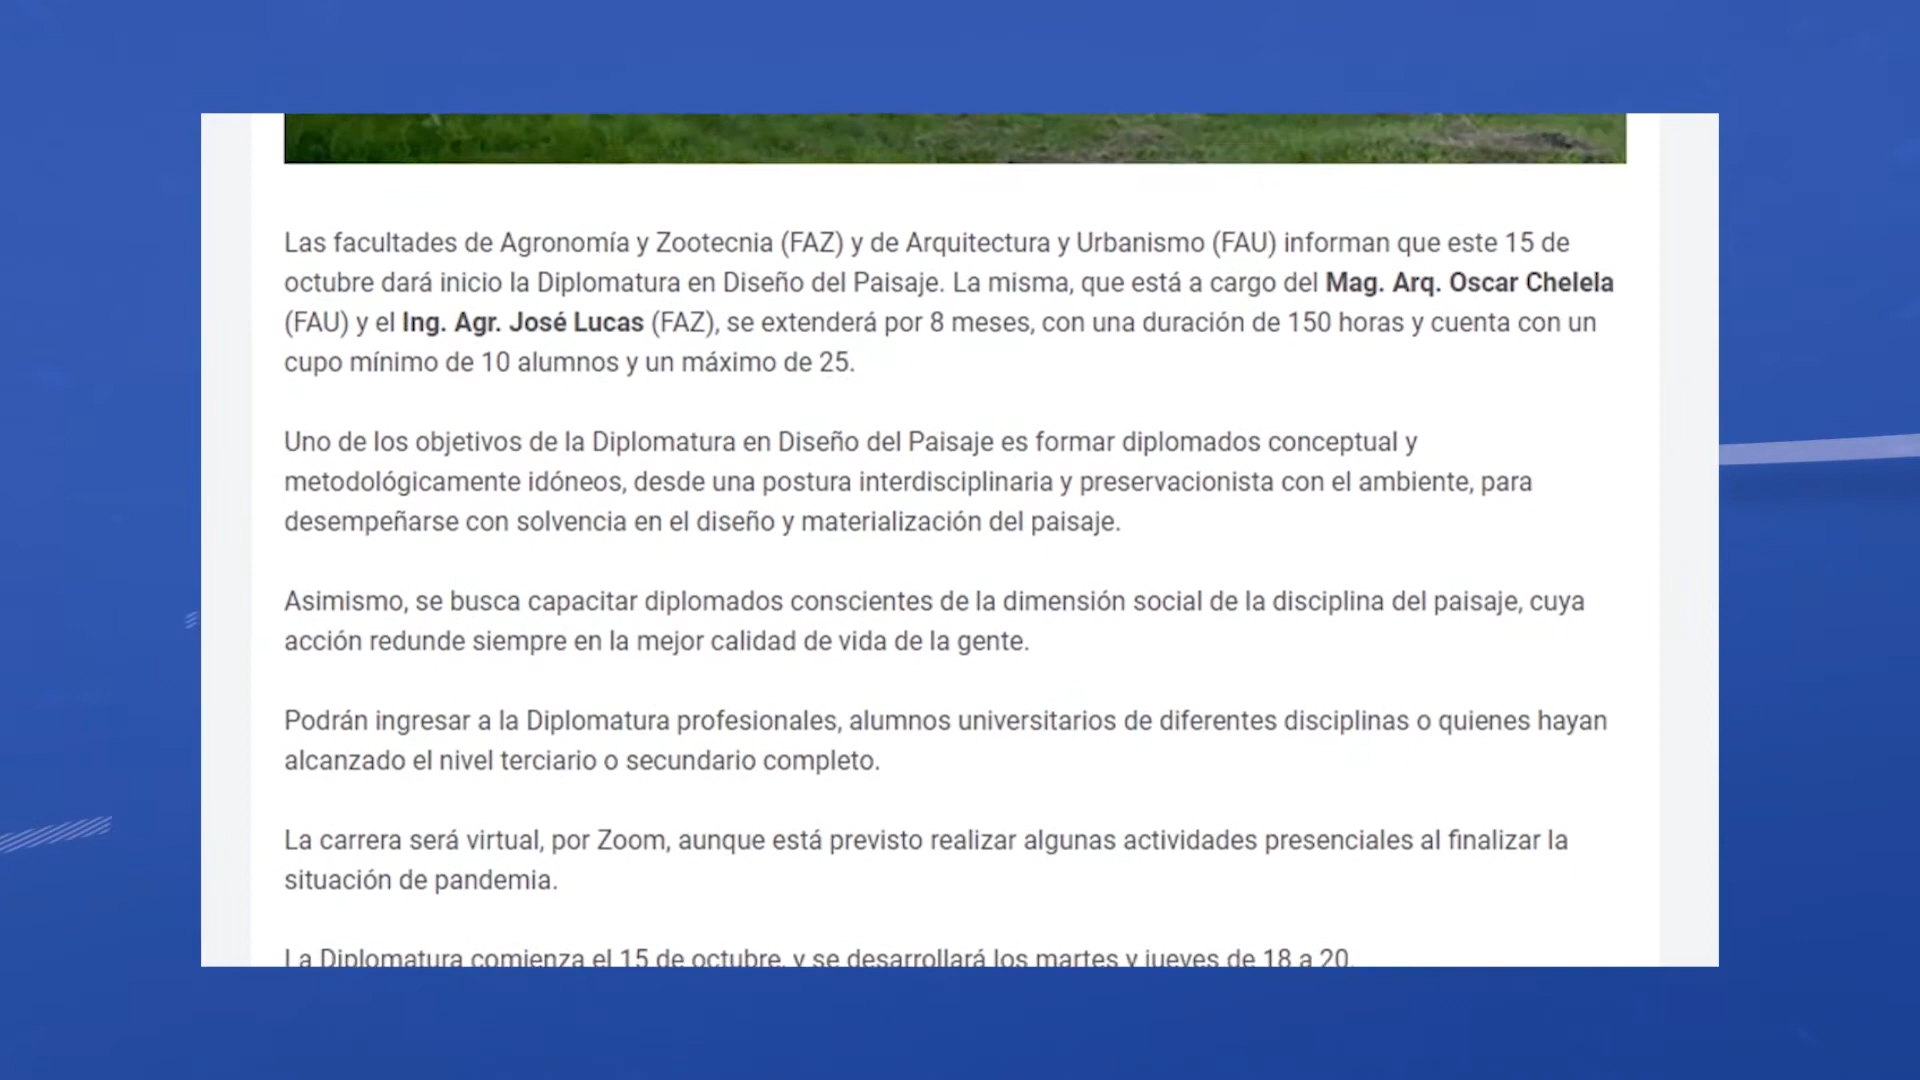 Las facultades de Agronomía y Zootecnia (FAZ) y de Arquitectura y Urbanismo (FAU) informan que este 15 de
octubre dará inicio la Diplomatura en Diseño del Paisaje. La misma, que está a cargo del Mag. Arq. Oscar Chelela
(FAU) y el Ing. Agr. José Lucas (FAZ), se extenderá por 8 meses, con una duración de 150 horas y cuenta con un
cupo mínimo de 10 alumnos y un máximo de 25.
Uno de los objetivos de la Diplomatura en Diseño del Paisaje es formar diplomados conceptual y
metodológicamente idóneos, desde una postura interdisciplinaria y preservacionista con el ambiente, para
desempeñarse con solvencia en el diseño y materialización del paisaje.
Asimismo, se busca capacitar diplomados conscientes de la dimensión social de la disciplina del paisaje, cuya
acción redunde siempre en la mejor calidad de vida de la gente.
Podrán ingresar a la Diplomatura profesionales, alumnos universitarios de diferentes disciplinas o quienes hayan
alcanzado el nivel terciario o secundario completo.
La carrera será virtual, por Zoom, aunque está previsto realizar algunas actividades presenciales al finalizar la
situación de pandemia.
La Diplomatura comienza el 15 de octubre, y se desarrollará los martes y jueves de 18 a 20.